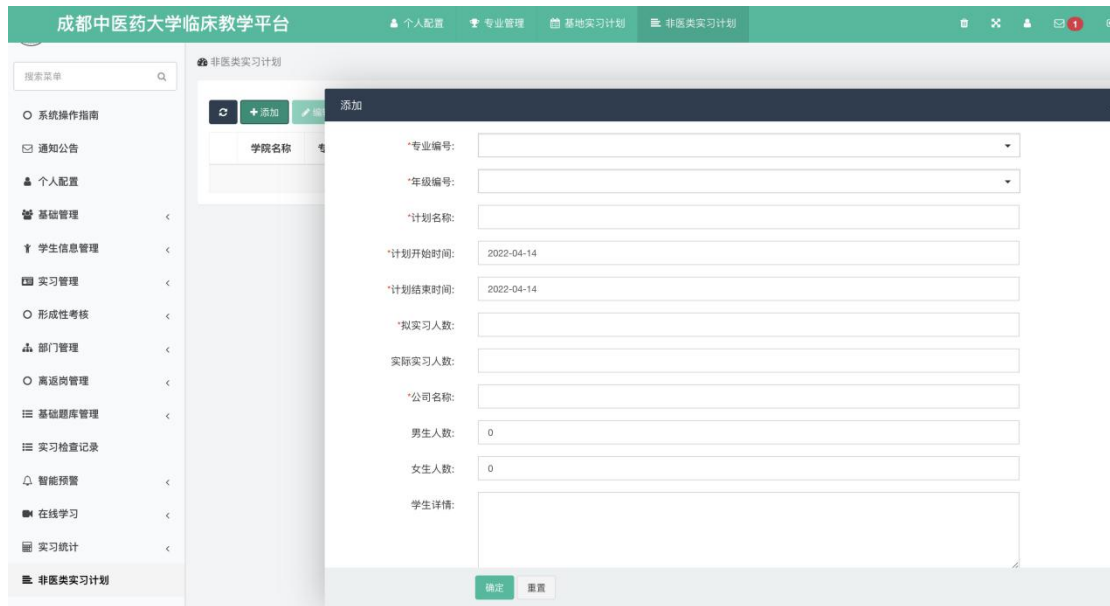 成都中医药大学临床教学平台
个人配置 专业管理 基地实习计划 非医类实习计划 1
搜索菜单
系统操作指南
通知公告
个人配置
基础管理
学生信息管理
实习管理
形成性考核
部门管理
离返岗管理
基础题库管理
实习检查记录
智能预警
在线学习
实习统计
非医类实习计划
非医类实习计划
添加
学院名称
添加
*专业编号:
*年级编号:
*计划名称:
*计划开始时间: 2022-04-14
*计划结束时间: 2022-04-14
*拟实习人数:
实际实习人数:
*公司名称:
男生人数: 0
女生人数: 0
学生详情:
确定 重置